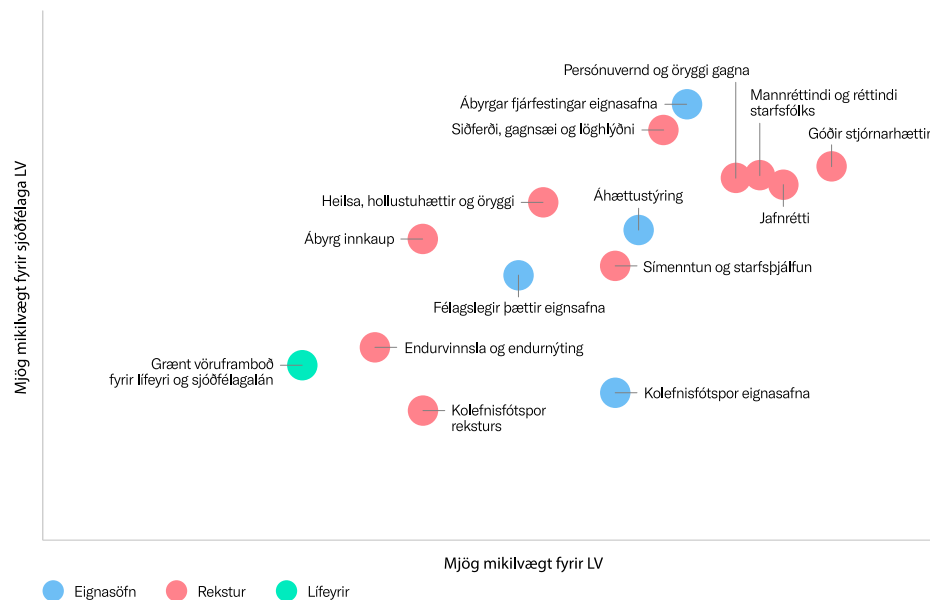 Persónuvernd og öryggi gagna
Ábyrgar fjárfestingar eignasafna
Mannréttindi og réttindi
starfsfólks
Siðferði, gagnsæi og löghlýðni
Góðir stjórnarhættir
Heilsa, hollustuhættir og öryggi
Áhættustýring
Jafnrétti
Ábyrg innkaup
Símenntun og starfsþjálfun
Félagslegir þættir eignsafna
Endurvinnsla og endurnýting
Grænt vöruframboð
fyrir lífeyri og sjóðfélagalán
Kolefnisfótspor eignasafna
Kolefnisfótspor
reksturs
Mjög mikilvægt fyrir sjóðfélaga LV
Mjög mikilvægt fyrir LV
Eignasöfn
Rekstur
Lífeyrir